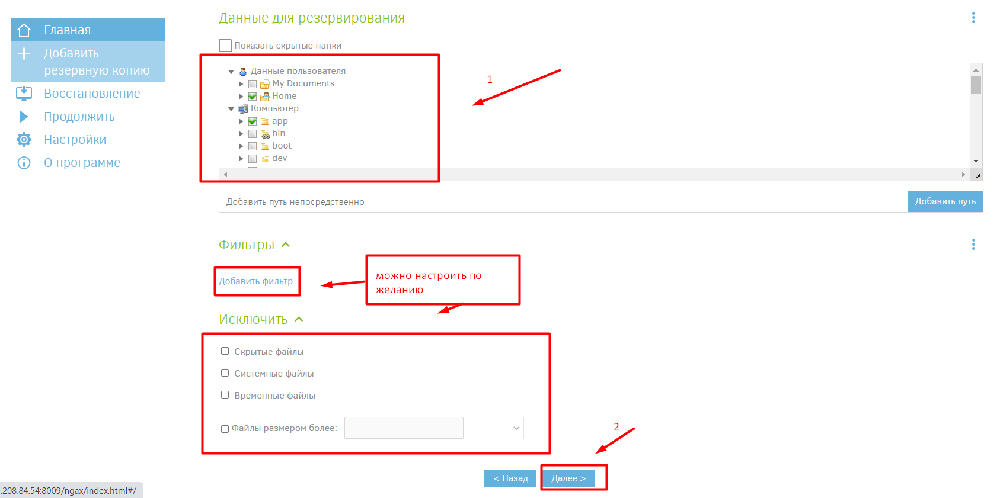 Главная
Добавить
резервную копию
Восстановление
Продолжить
Настройки
О программе
Данные для резервирования
Показать скрытые папки
Данные пользователя
My Documents
Home
Компьютер
app
bin
boot
dev
1
Добавить путь непосредственно
Добавить путь
Фильтры
Добавить фильтр
можно настроить по
желанию
Исключить
Скрытые файлы
Системные файлы
Временные файлы
Файлы размером более:
2
< Назад
Далее >
.208.84.54:8009/ngax/index.html#/